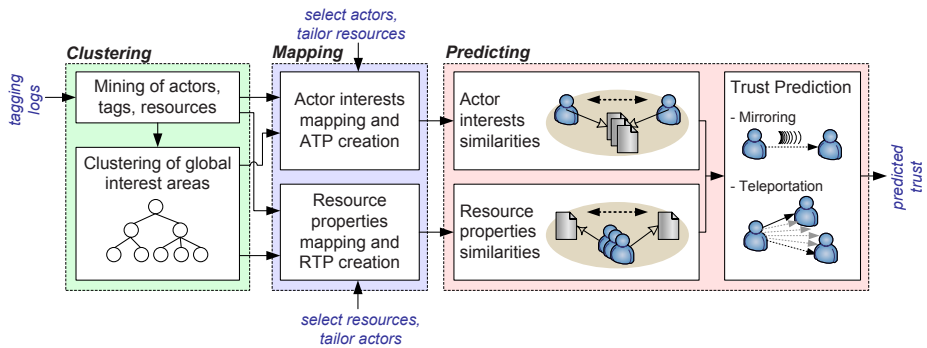 select actors,
tailor resources
Clustering
Mapping
Predicting
tagging
logs
Mining of actors,
tags, resources
Clustering of global
interest areas
Actor interests
mapping and
ATP creation
Resource
properties
mapping and
RTP creation
Actor
interests
similarities
Resource
properties
similarities
Trust Prediction
- Mirroring
- Teleportation
predicted
trust
select resources,
tailor actors